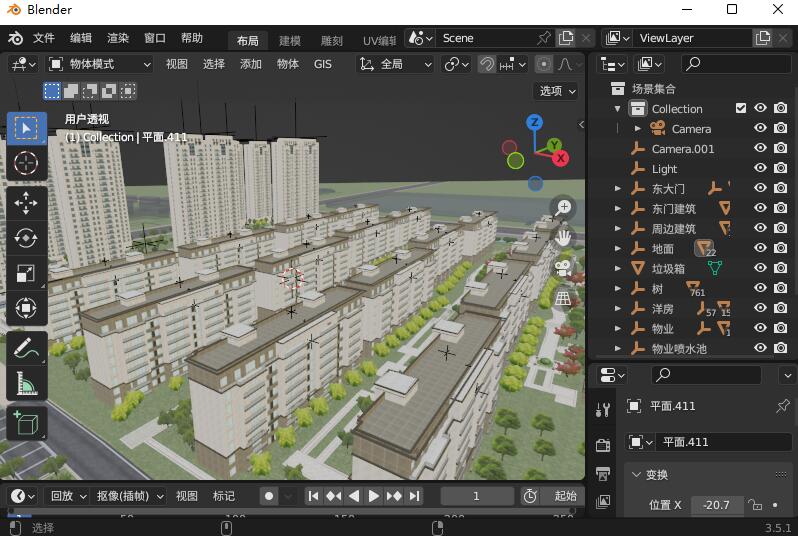 Blender
文件 编辑 渲染 窗口 帮助 布局 建模 雕刻 UV编辑 Scene ViewLayer
物体模式 视图 选择 添加 物体 GIS 全局
选项
用户透视
(1) Collection | 平面.411
Z
Y
X
场景集合
Collection
Camera
Camera.001
Light
东大门
东门建筑
周边建筑
地面 22
垃圾箱
树 761
洋房 57 15
物业
物业喷水池
平面.411
平面.411
变换
位置 X -20.7
回放 抠像(插帧) 视图 标记 1 起始
50 100 150 200 250
选择 3.5.1